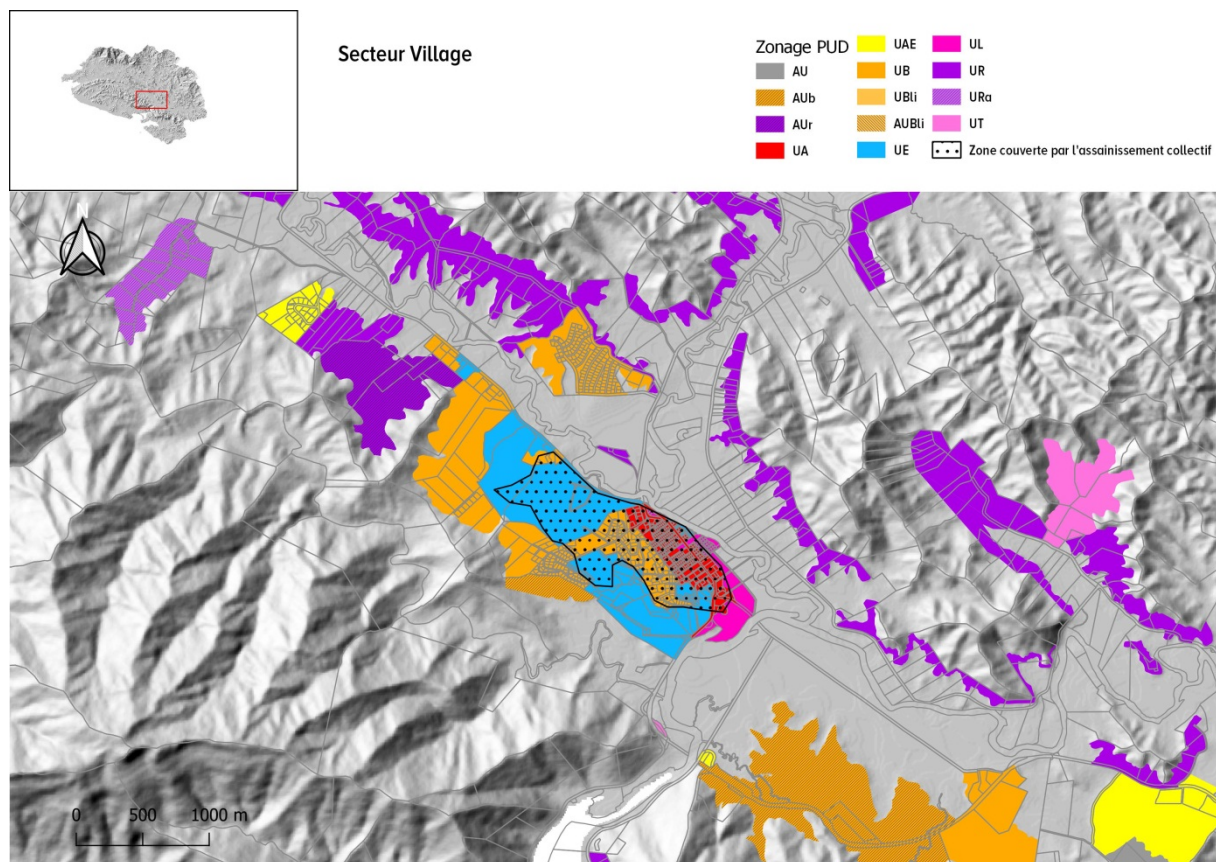 Secteur Village
Zonage PUD
AU
AUb
AUr
UA
UAE
UB
UBli
AUBli
UE
UL
UR
URa
UT
Zone couverte par l'assainissement collectif
N
0 500 1000 m